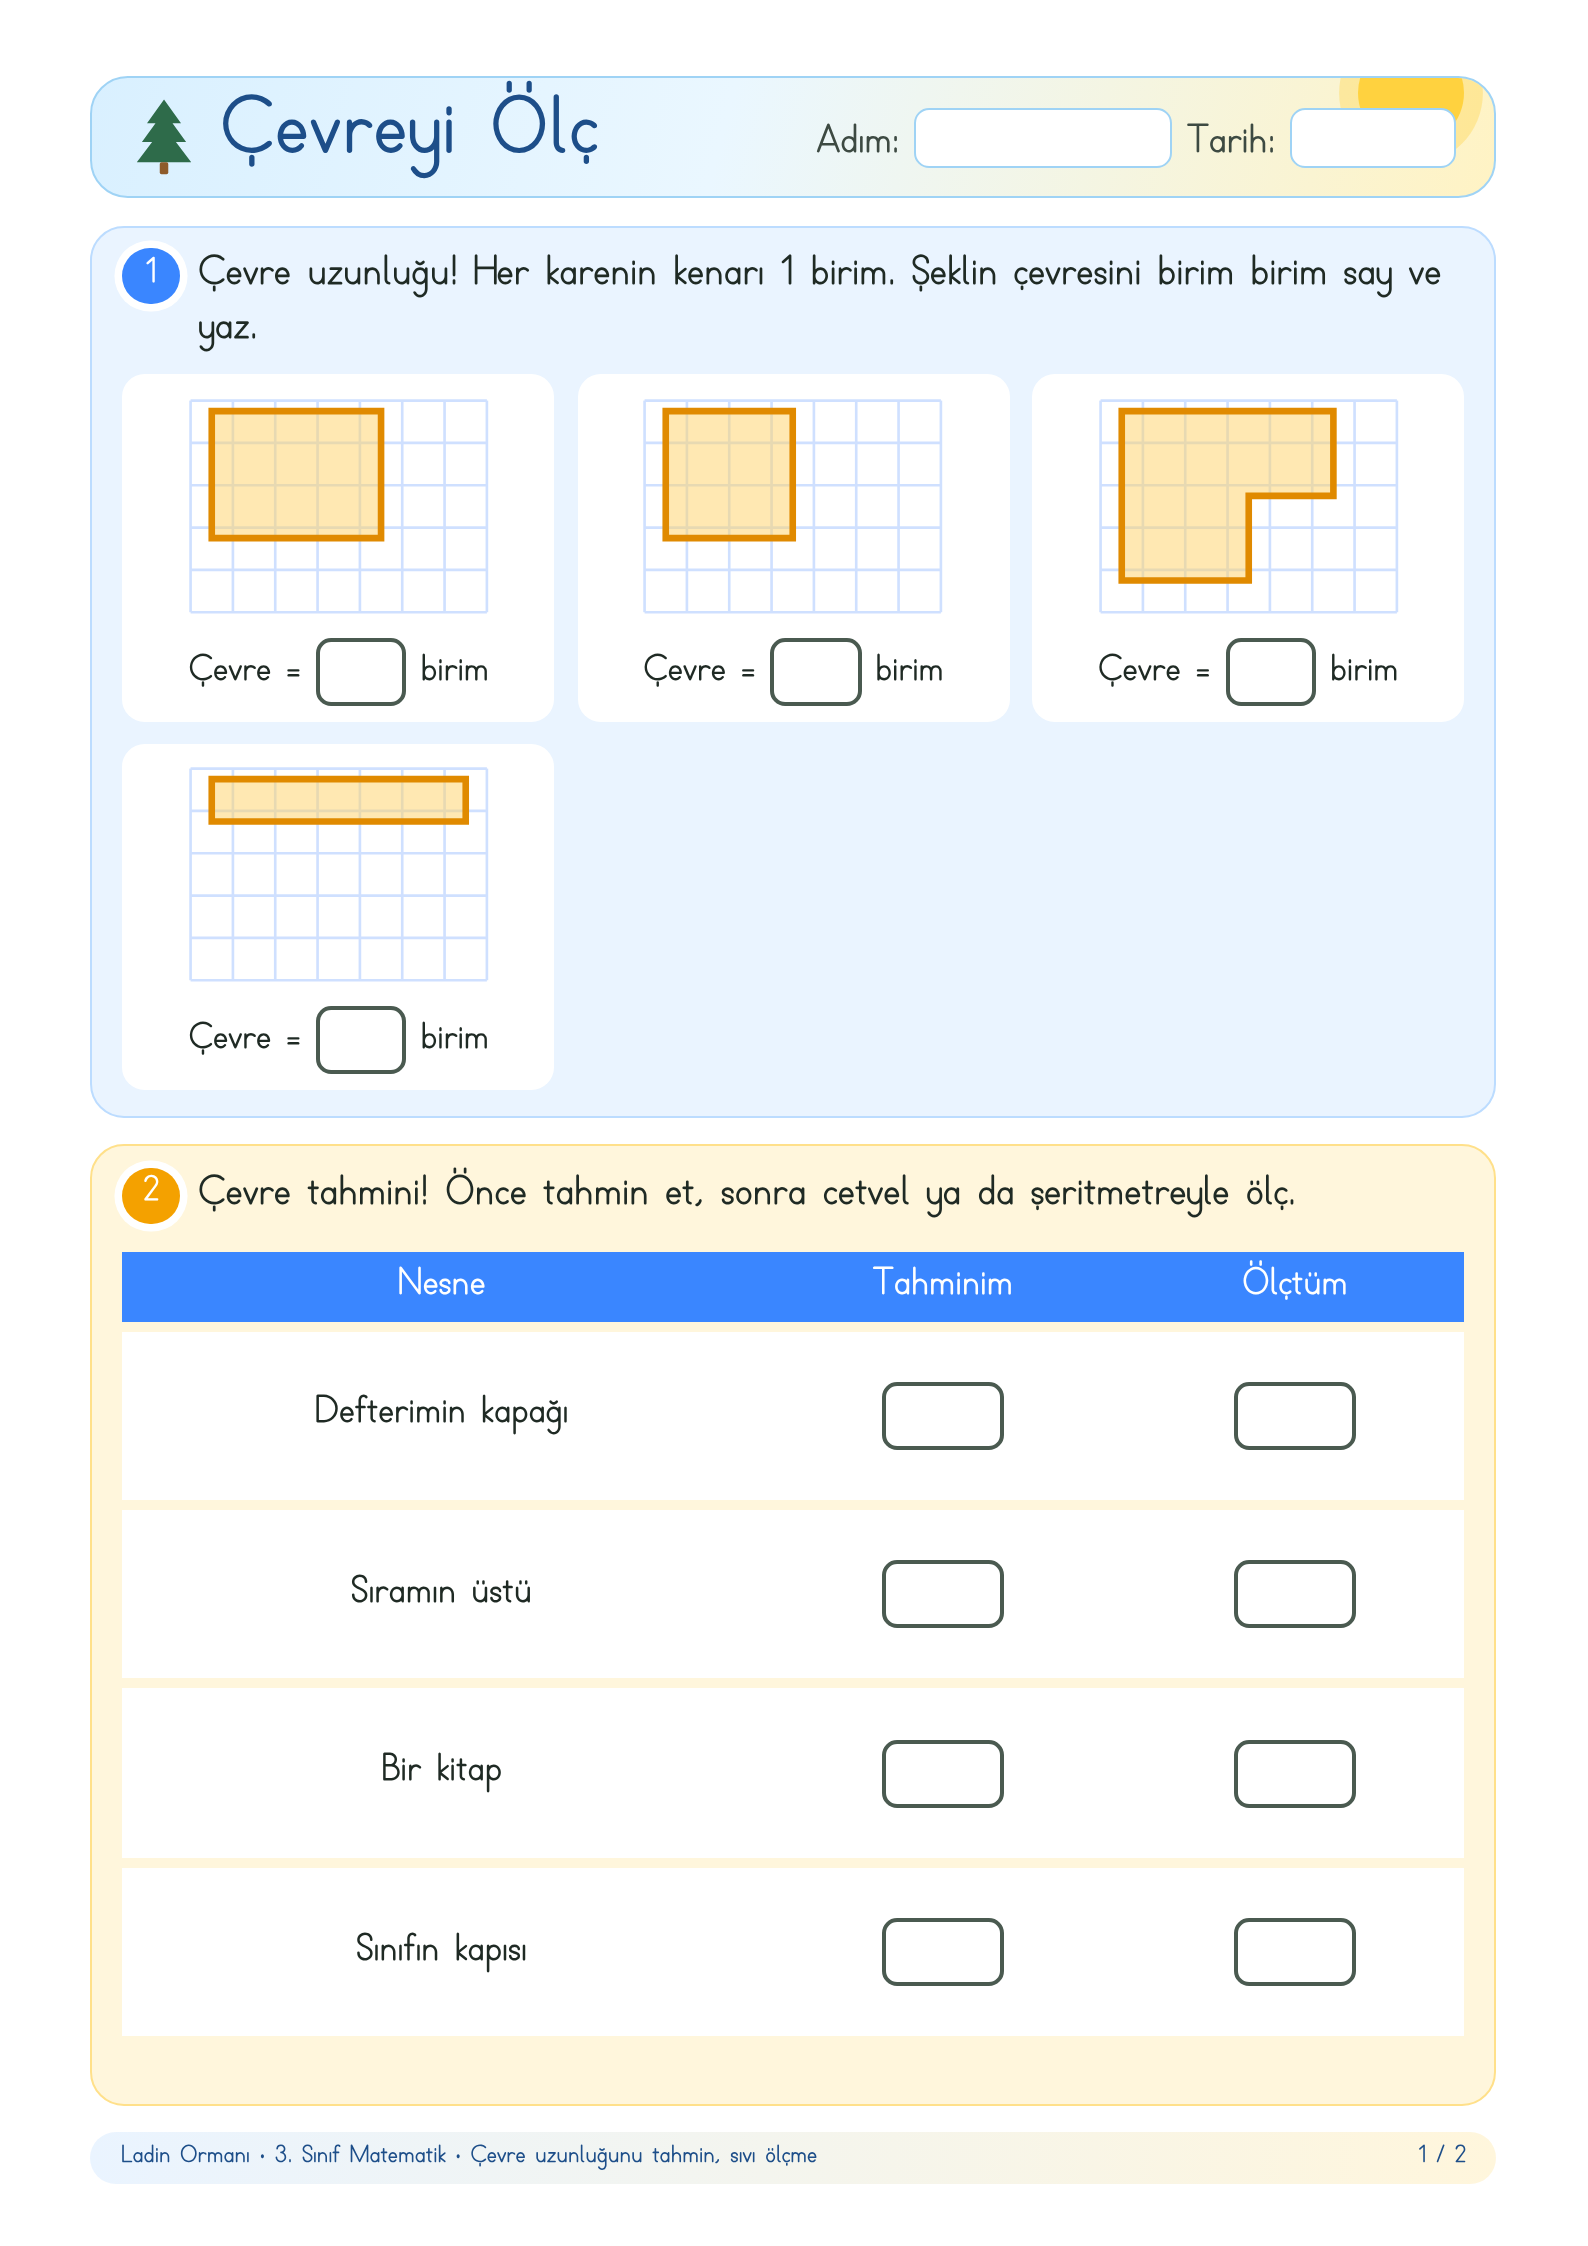 Çevreyi Ölç
Adım:
Tarih:
1
Çevre uzunluğu! Her karenin kenarı 1 birim. Şeklin çevresini birim birim say ve
yaz.
Çevre = birim
Çevre = birim
Çevre = birim
Çevre = birim
2
Çevre tahmini! Önce tahmin et, sonra cetvel ya da şeritmetreyle ölç.
Nesne Tahminim Ölçtüm
Defterimin kapağı
Sıramın üstü
Bir kitap
Sınıfın kapısı
Ladin Ormanı • 3. Sınıf Matematik • Çevre uzunluğunu tahmin, sıvı ölçme
1 / 2